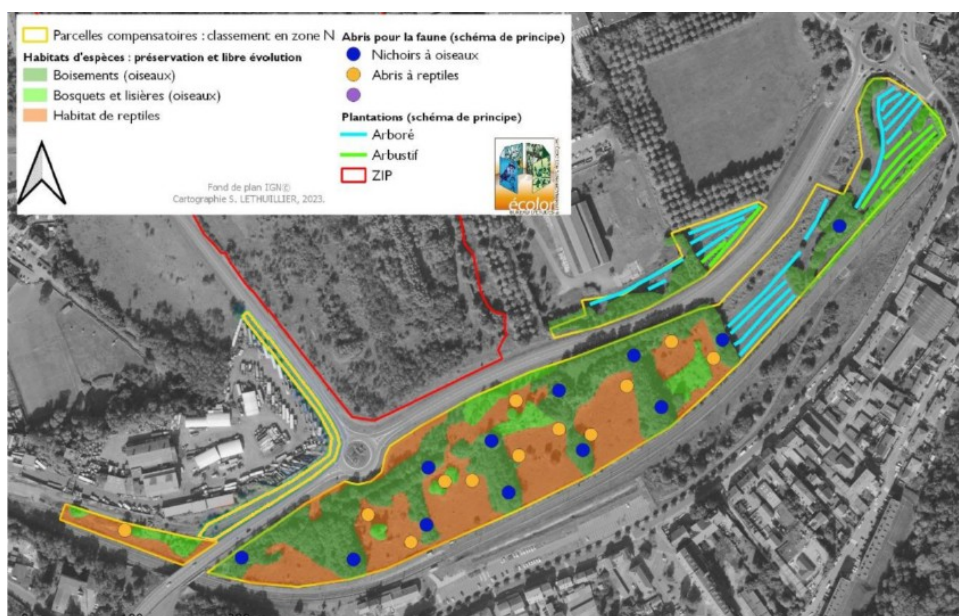 Parcelles compensatoires : classement en zone N
Habitats d'espèces : préservation et libre évolution
Boisements (oiseaux)
Bosquets et lisières (oiseaux)
Habitat de reptiles
Fond de plan IGN©
Cartographie S. LETHUILLIER, 2023.
Abris pour la faune (schéma de principe)
Nichoirs à oiseaux
Abris à reptiles
Plantations (schéma de principe)
Arboré
Arbustif
ZIP
écolor